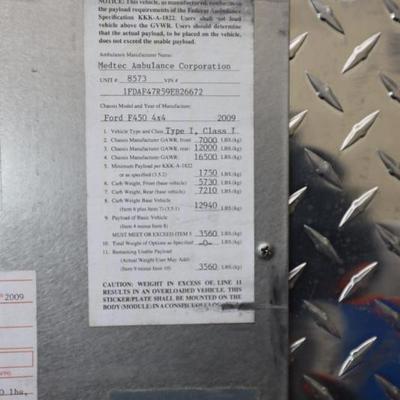 NOTICE: This vehicle, as manufactured, conforms to
the payload requirements of the Federal Ambulance
Specification KKK-A-1822. Users shall not load
vehicle above the GVWR. Users should determine
that the actual payload, to be placed on the vehicle,
does not exceed the usable payload.
Ambulance Manufacturer Name:
Medtec Ambulance Corporation
UNIT # 8573 VIN #
1FDAF47R59EB26672
Chassis Model and Year of Manufacturer:
Ford F450 4x4 2009
1. Vehicle Type and Class Type I, Class I
2. Chassis Manufacturer GAWR, front 7000 LBS (kg)
3. Chassis Manufacturer GAWR, rear: 12000 LBS (kg)
4. Chassis Manufacturer GVWR: 16500 LBS (kg)
5. Minimum Payload per KKK-A-1822
or as specified (3.5.2) 1750 LBS (kg)
6. Curb Weight, Front (base vehicle) 5730 LBS (kg)
7. Curb Weight, Rear (base vehicle) 7210 LBS (kg)
8. Curb Weight Base Vehicle
(Item 6 plus Item 7) (3.5.1) 12940 LBS (kg)
9. Payload of Basic Vehicle
(Item 4 minus Item 8)
MUST MEET OR EXCEED ITEM 5 3560 LBS (kg)
10. Total Weight of Options as Specified -0- LBS (kg)
11. Remaining Usable Payload
(Actual Weight User May Add)
(Item 9 minus Item 10) 3560 LBS (kg)
CAUTION: WEIGHT IN EXCESS OF LINE 11
RESULTS IN AN OVERLOADED VEHICLE. THIS
STICKER/PLATE SHALL BE MOUNTED ON THE
BODY (MODULE) IN A CONSPICUOUS
2009
0 lbs.